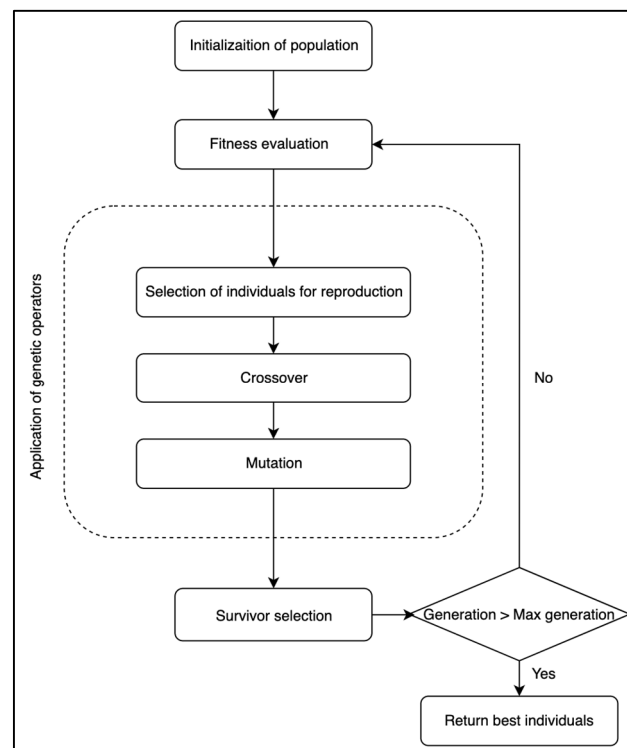 Initializaition of population
Fitness evaluation
Application of genetic operators
Selection of individuals for reproduction
Crossover
Mutation
No
Survivor selection
Generation > Max generation
Yes
Return best individuals